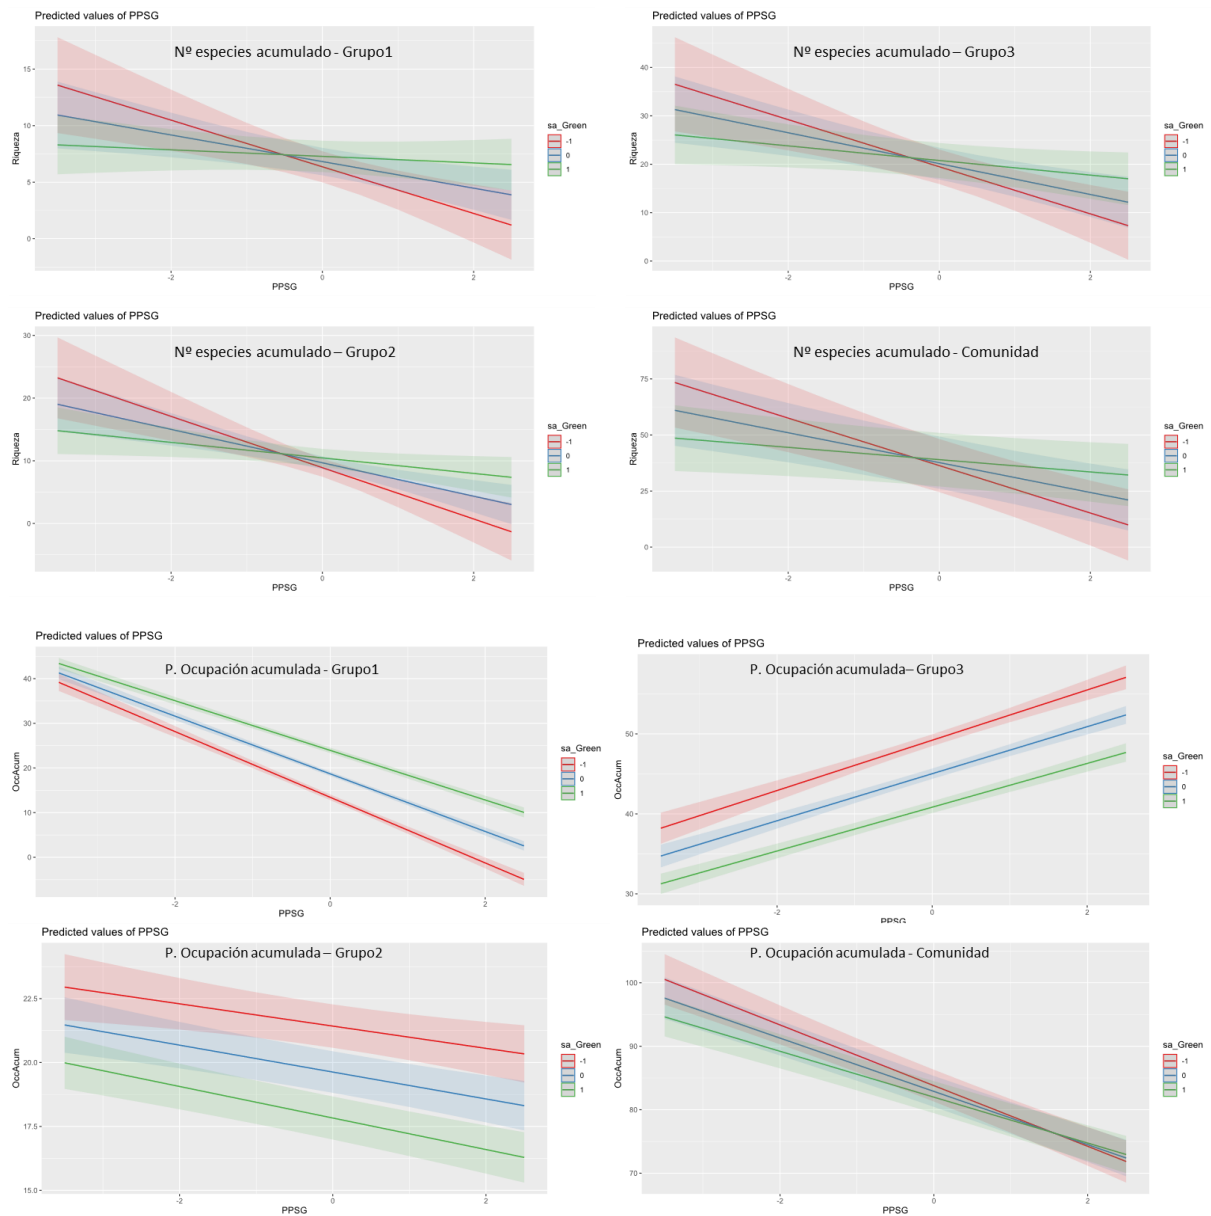 Predicted values of PPSG
Nº especies acumulado - Grupo1
Riqueza
15
10
5
0
-2
0
2
PPSG
sa_Green
-1
0
1
Predicted values of PPSG
Nº especies acumulado – Grupo3
Riqueza
40
30
20
10
0
-2
0
2
PPSG
sa_Green
-1
0
1
Predicted values of PPSG
Nº especies acumulado – Grupo2
Riqueza
30
20
10
0
-2
0
2
PPSG
sa_Green
-1
0
1
Predicted values of PPSG
Nº especies acumulado - Comunidad
Riqueza
75
50
25
0
-2
0
2
PPSG
sa_Green
-1
0
1
Predicted values of PPSG
P. Ocupación acumulada - Grupo1
OccAcum
40
30
20
10
0
-2
0
2
PPSG
sa_Green
-1
0
1
Predicted values of PPSG
P. Ocupación acumulada– Grupo3
OccAcum
50
40
30
-2
0
2
PPSG
sa_Green
-1
0
1
Predicted values of PPSG
P. Ocupación acumulada – Grupo2
OccAcum
22.5
20.0
17.5
15.0
-2
0
2
PPSG
sa_Green
-1
0
1
Predicted values of PPSG
P. Ocupación acumulada - Comunidad
OccAcum
100
90
80
70
-2
0
2
PPSG
sa_Green
-1
0
1